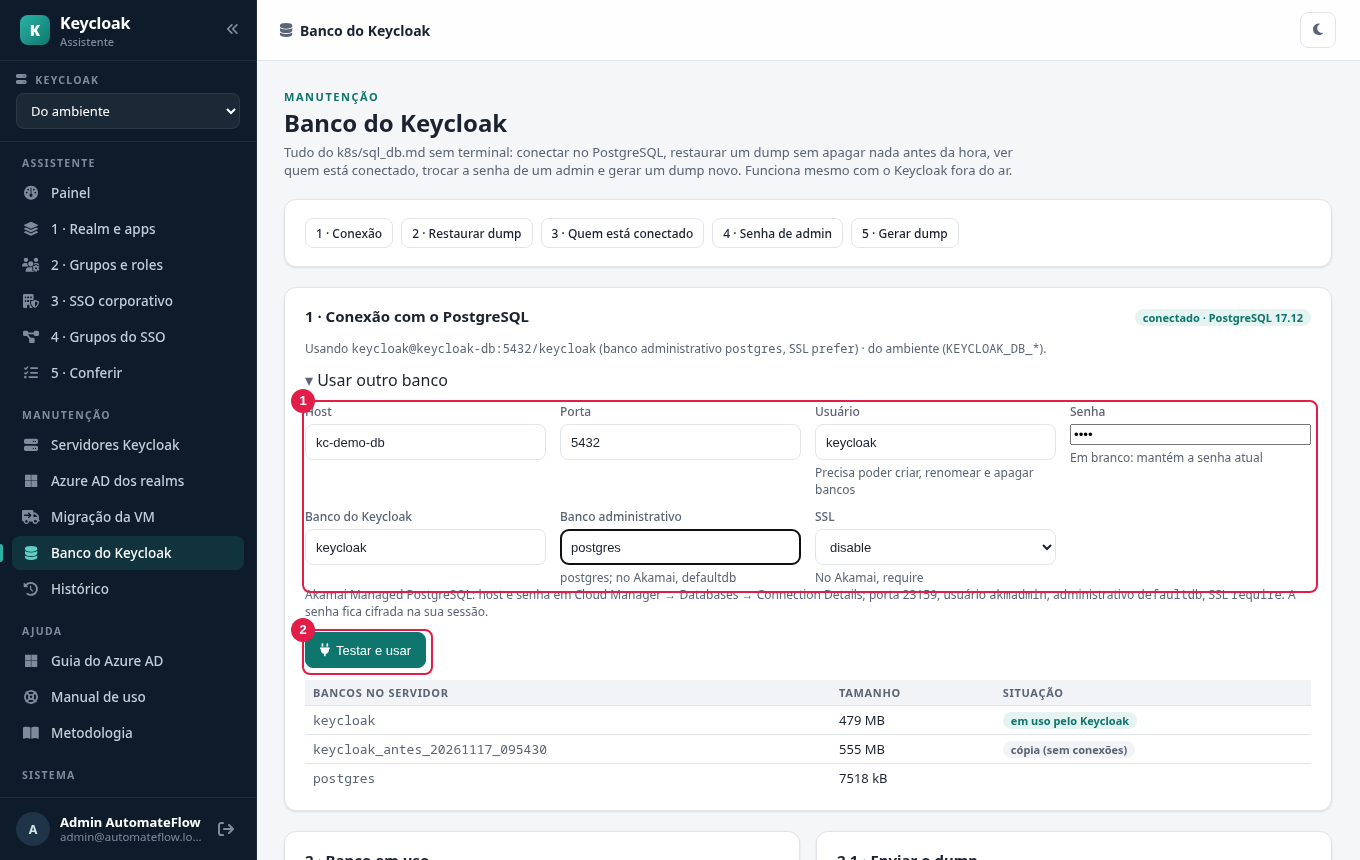 K
Keycloak
Assistente
KEYCLOAK
Do ambiente
ASSISTENTE
Painel
1 · Realm e apps
2 · Grupos e roles
3 · SSO corporativo
4 · Grupos do SSO
5 · Conferir
MANUTENÇÃO
Servidores Keycloak
Azure AD dos realms
Migração da VM
Banco do Keycloak
Histórico
AJUDA
Guia do Azure AD
Manual de uso
Metodologia
SISTEMA
A
Admin AutomateFlow
admin@automateflow.lo...
Banco do Keycloak
MANUTENÇÃO
Banco do Keycloak
Tudo do k8s/sql_db.md sem terminal: conectar no PostgreSQL, restaurar um dump sem apagar nada antes da hora, ver
quem está conectado, trocar a senha de um admin e gerar um dump novo. Funciona mesmo com o Keycloak fora do ar.
1 · Conexão 2 · Restaurar dump 3 · Quem está conectado 4 · Senha de admin 5 · Gerar dump
1 · Conexão com o PostgreSQL conectado · PostgreSQL 17.12
Usando keycloak@keycloak-db:5432/keycloak (banco administrativo postgres, SSL prefer) · do ambiente (KEYCLOAK_DB_*).
▾ Usar outro banco
1
Host Porta Usuário Senha
kc-demo-db 5432 keycloak ••••
Em branco: mantém a senha atual
Precisa poder criar, renomear e apagar
bancos
Banco do Keycloak Banco administrativo SSL
keycloak postgres disable
postgres; no Akamai, defaultdb No Akamai, require
Akamai Managed PostgreSQL: host e senha em Cloud Manager → Databases → Connection Details; porta 23159, usuário akmadmin, administrativo defaultdb, SSL require. A
senha fica cifrada na sua sessão.
2
Testar e usar
BANCOS NO SERVIDOR TAMANHO SITUAÇÃO
keycloak 479 MB em uso pelo Keycloak
keycloak_antes_20261117_095430 555 MB cópia (sem conexões)
postgres 7518 kB
2 · Banco em uso 2.1 · Enviar o dump